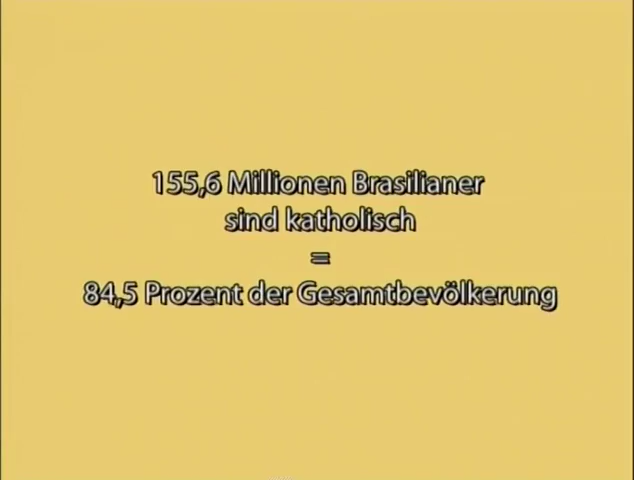 155,6 Millionen Brasilianer
sind katholisch
=
84,5 Prozent der Gesamtbevölkerung